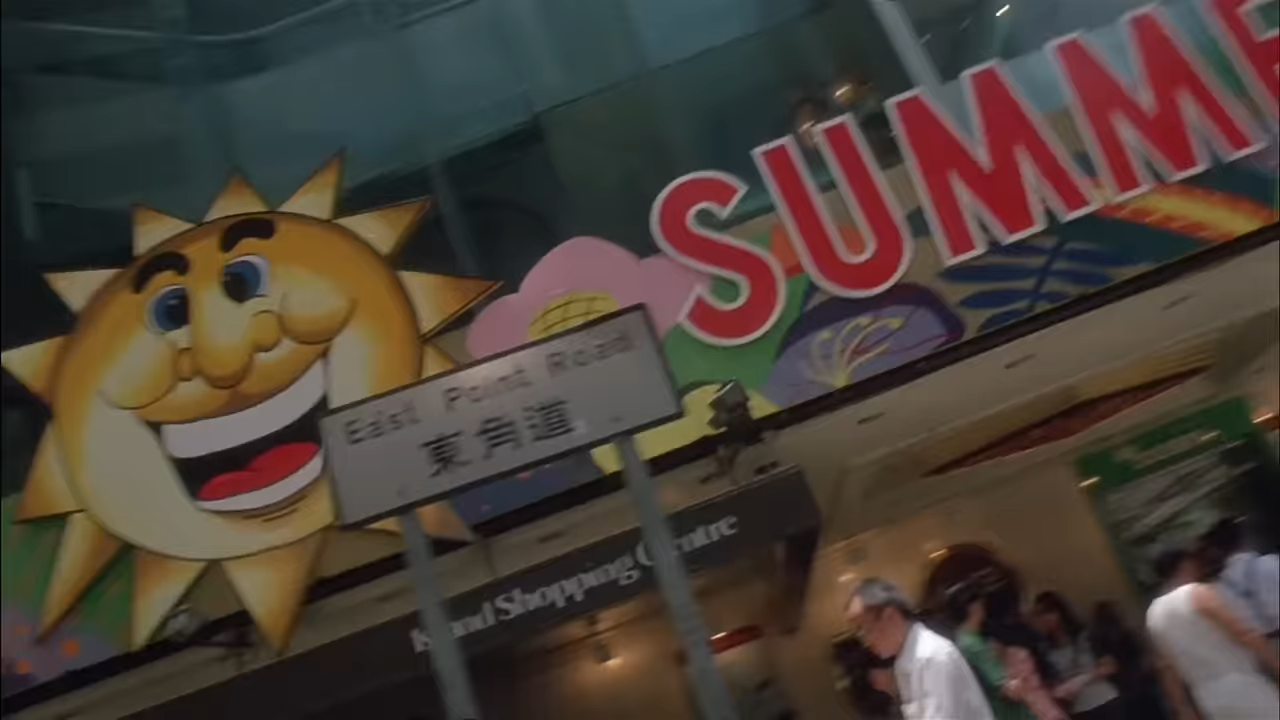 SUMME
East Point Road
東角道
Island Shopping Centre